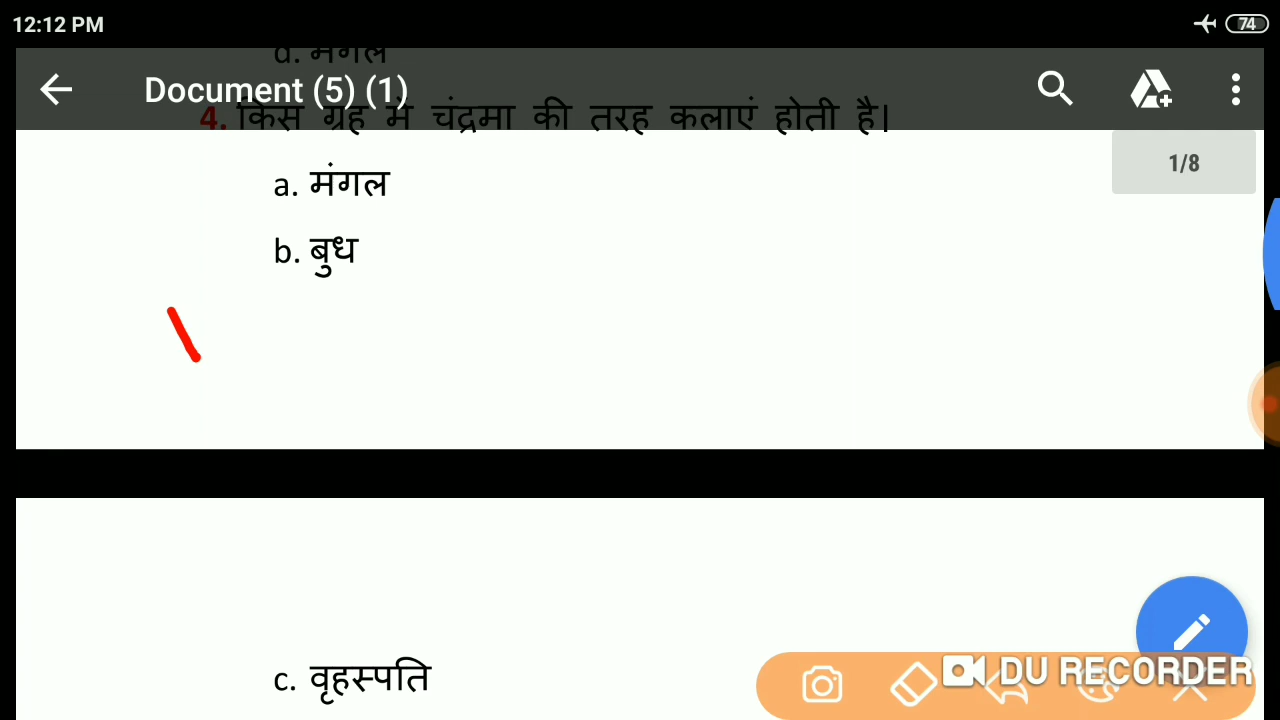 12:12 PM
74
d. मंगल
Document (5) (1)
4. किस ग्रह में चंद्रमा की तरह कलाएं होती है।
1/8
a. मंगल
b. बुध
c. वृहस्पति
DU RECORDER